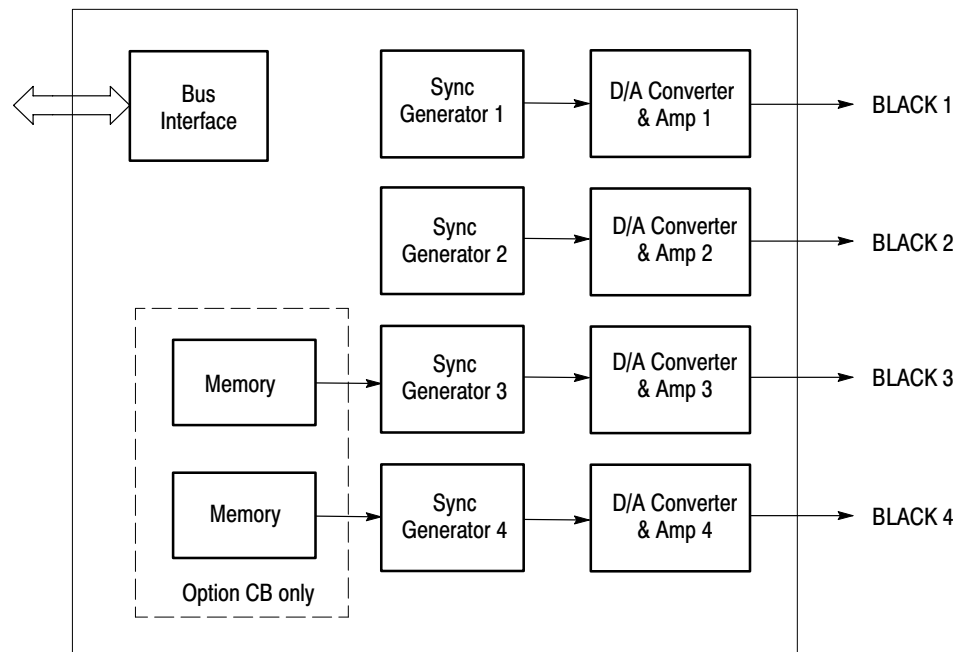 Bus
Interface
Sync
Generator 1
D/A Converter
& Amp 1
BLACK 1
Sync
Generator 2
D/A Converter
& Amp 2
BLACK 2
Memory
Sync
Generator 3
D/A Converter
& Amp 3
BLACK 3
Memory
Sync
Generator 4
D/A Converter
& Amp 4
BLACK 4
Option CB only